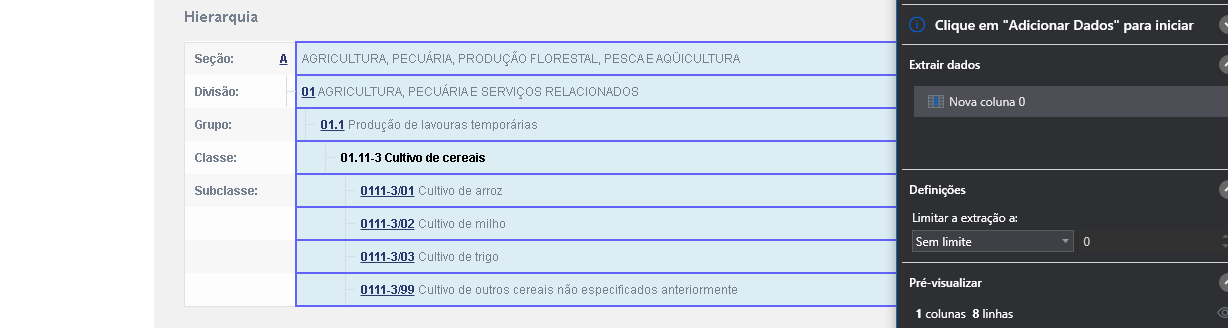 Hierarquia
Seção: A AGRICULTURA, PECUÁRIA, PRODUÇÃO FLORESTAL, PESCA E AQÜICULTURA
Divisão: 01 AGRICULTURA, PECUÁRIA E SERVIÇOS RELACIONADOS
Grupo: 01.1 Produção de lavouras temporárias
Classe: 01.11-3 Cultivo de cereais
Subclasse: 0111-3/01 Cultivo de arroz
0111-3/02 Cultivo de milho
0111-3/03 Cultivo de trigo
0111-3/99 Cultivo de outros cereais não especificados anteriormente
Clique em "Adicionar Dados" para iniciar
Extrair dados
Nova coluna 0
Definições
Limitar a extração a:
Sem limite 0
Pré-visualizar
1 colunas 8 linhas